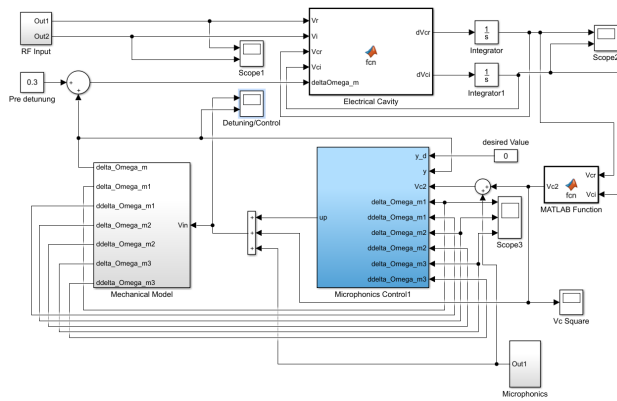 Out1
Out2
RF Input
Scope1
Vr
Vi
Vcr
Vci
deltaOmega_m
fcn
dVcr
dVci
Electrical Cavity
1
s
Integrator
1
s
Integrator1
Scope2
0.3
Pre detunung
+
+
Detuning/Control
desired Value
0
delta_Omega_m
delta_Omega_m1
ddelta_Omega_m1
delta_Omega_m2
ddelta_Omega_m2
delta_Omega_m3
ddelta_Omega_m3
Vin
Mechanical Model
+
+
+
up
y_d
y
Vc2
delta_Omega_m1
ddelta_Omega_m1
delta_Omega_m2
ddelta_Omega_m2
delta_Omega_m3
ddelta_Omega_m3
Microphonics Control1
+
+
Scope3
Vc2
fcn
Vcr
Vci
MATLAB Function
Vc Square
Out1
Microphonics